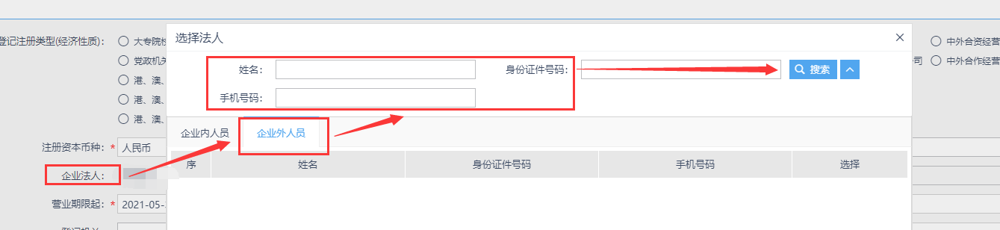 登记注册类型(经济性质):
大专院校
中外合资经营
党政机关
司
中外合作经营
港、澳、
港、澳、
港、澳、
选择法人
姓名:
身份证件号码:
搜索
手机号码:
企业内人员
企业外人员
序
姓名
身份证件号码
手机号码
选择
注册资本币种:
* 人民币
企业法人:
营业期限起:
* 2021-05-